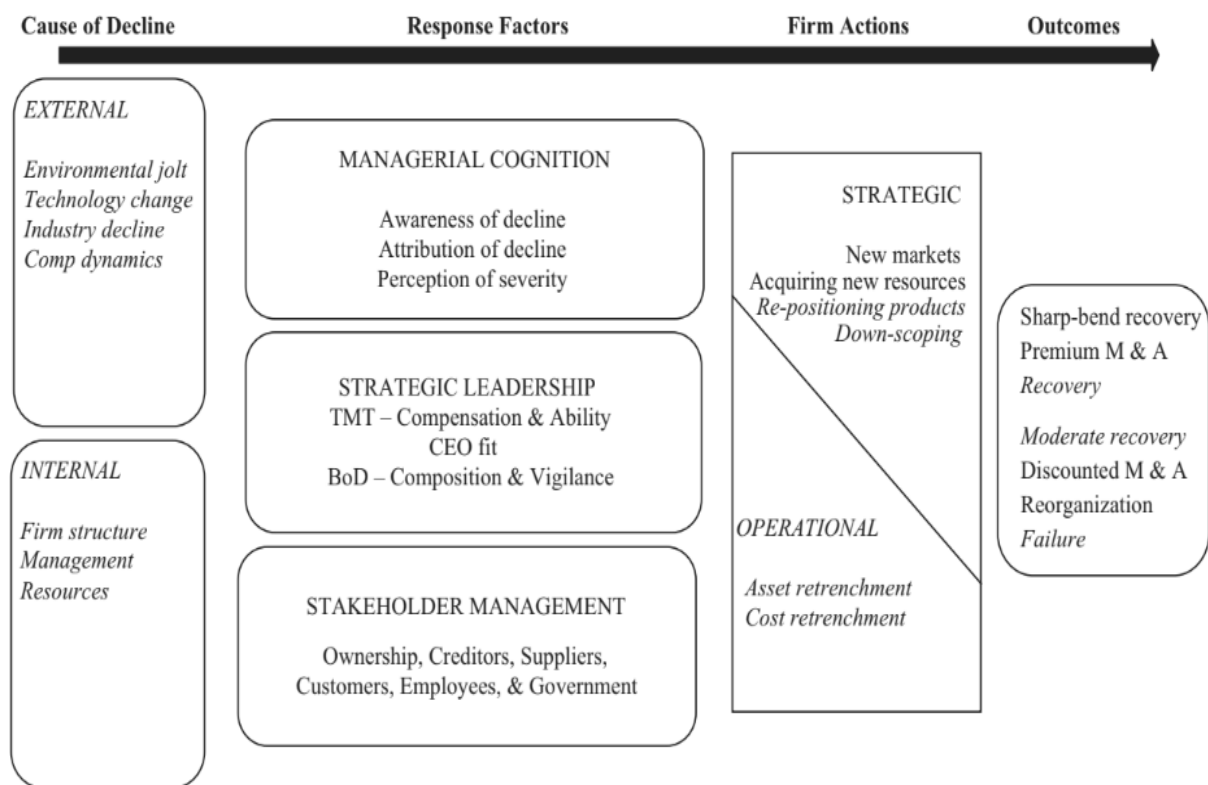 Cause of Decline
Response Factors
Firm Actions
Outcomes
EXTERNAL
Environmental jolt
Technology change
Industry decline
Comp dynamics
INTERNAL
Firm structure
Management
Resources
MANAGERIAL COGNITION
Awareness of decline
Attribution of decline
Perception of severity
STRATEGIC LEADERSHIP
TMT – Compensation & Ability
CEO fit
BoD – Composition & Vigilance
STAKEHOLDER MANAGEMENT
Ownership, Creditors, Suppliers,
Customers, Employees, & Government
STRATEGIC
New markets
Acquiring new resources
Re-positioning products
Down-scoping
OPERATIONAL
Asset retrenchment
Cost retrenchment
Sharp-bend recovery
Premium M & A
Recovery
Moderate recovery
Discounted M & A
Reorganization
Failure